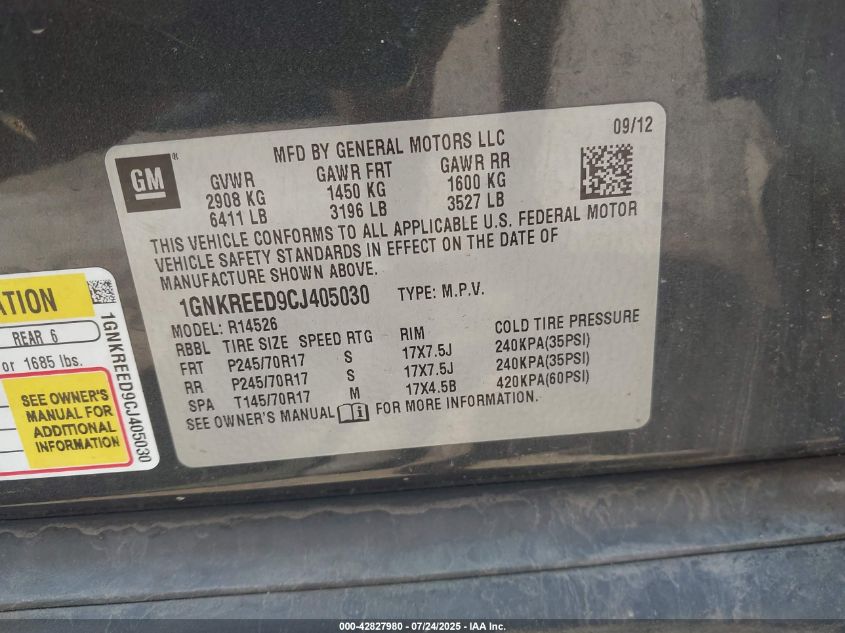 GM
®
MFD BY GENERAL MOTORS LLC
09/12
GVWR GAWR FRT GAWR RR
2908 KG 1450 KG 1600 KG
6411 LB 3196 LB 3527 LB
THIS VEHICLE CONFORMS TO ALL APPLICABLE U.S. FEDERAL MOTOR
VEHICLE SAFETY STANDARDS IN EFFECT ON THE DATE OF
MANUFACTURE SHOWN ABOVE.
1GNKREED9CJ405030 TYPE: M.P.V.
MODEL: R14526
RBBL TIRE SIZE SPEED RTG RIM COLD TIRE PRESSURE
FRT P245/70R17 S 17X7.5J 240KPA(35PSI)
RR P245/70R17 S 17X7.5J 240KPA(35PSI)
SPA T145/70R17 M 17X4.5B 420KPA(60PSI)
SEE OWNER'S MANUAL FOR MORE INFORMATION.
ATION
REAR 6
or 1685 lbs.
SEE OWNER'S
MANUAL FOR
ADDITIONAL
INFORMATION
1GNKREED9CJ405030
000-42827980 - 07/24/2025 - IAA Inc.